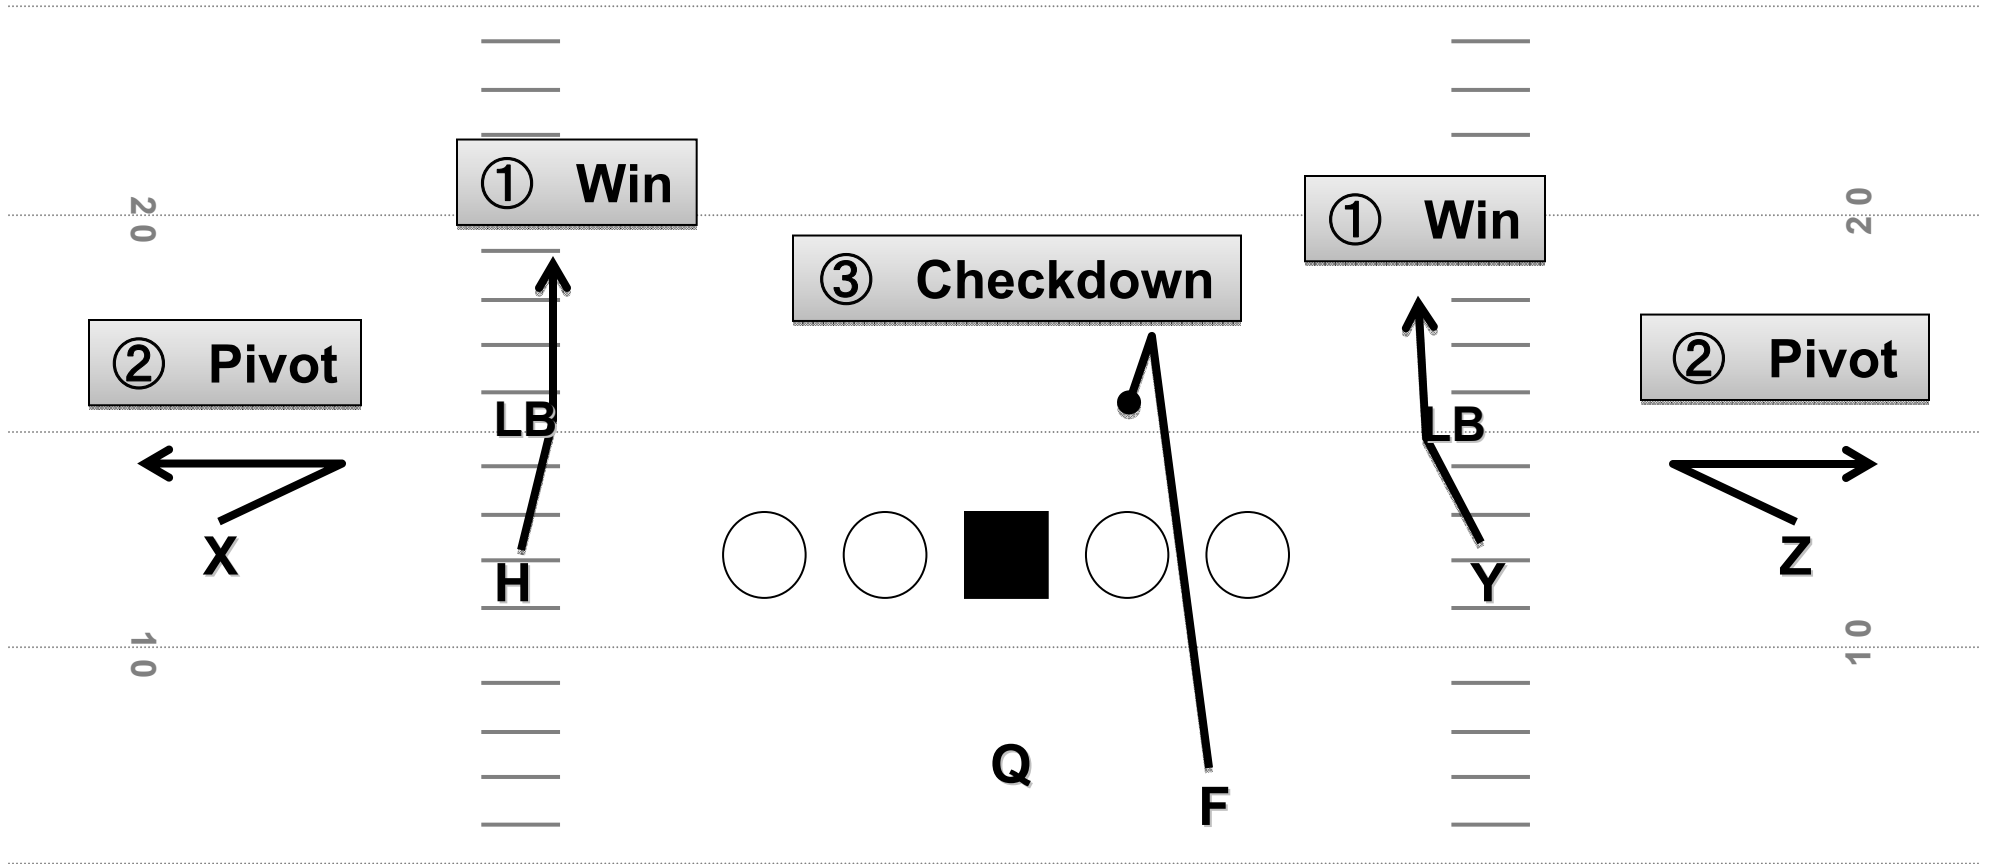 ① Win
① Win
20
20
③ Checkdown
② Pivot
② Pivot
LB
LB
X
H
Y
Z
10
10
Q
F